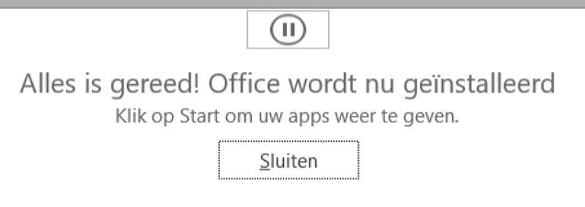 Alles is gereed! Office wordt nu geïnstalleerd
Klik op Start om uw apps weer te geven.
Sluiten